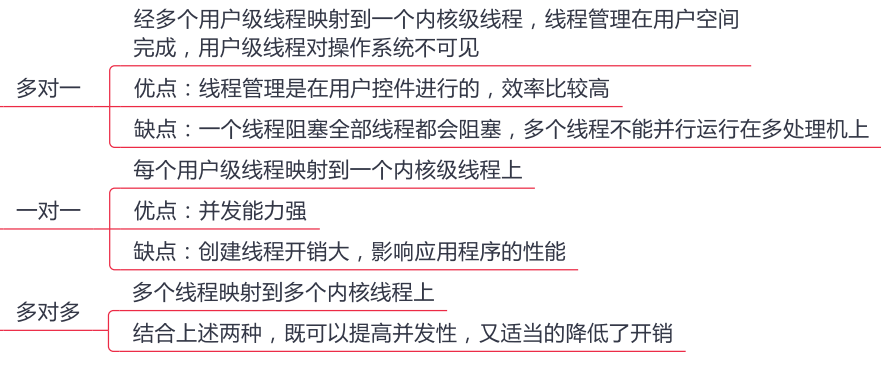 经多个用户级线程映射到一个内核级线程，线程管理在用户空间
完成，用户级线程对操作系统不可见
多对一
优点：线程管理是在用户控件进行的，效率比较高
缺点：一个线程阻塞全部线程都会阻塞，多个线程不能并行运行在多处理机上
每个用户级线程映射到一个内核级线程上
一对一
优点：并发能力强
缺点：创建线程开销大，影响应用程序的性能
多个线程映射到多个内核线程上
多对多
结合上述两种，既可以提高并发性，又适当的降低了开销